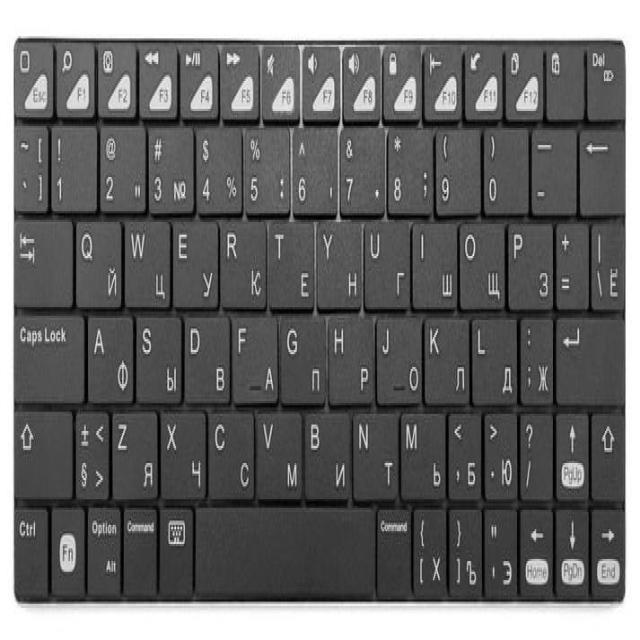 Esc F1 F2 F3 F4 F5 F6 F7 F8 F9 F10 F11 F12 Del
~ [ ! @ # $ % ^ & * ( ) — ←
` ] 1 2 " 3 № 4 % 5 : 6 , 7 . 8 ; 9 0 -
Q W E R T Y U I O P + |
Й Ц У К Е Н Г Ш Щ З = \ Ё
Caps Lock A S D F G H J K L :
Ф Ы В _ А П Р _ О Л Д ; Ж
± < Z X C V B N M < > ? ↑
§ > Я Ч С М И Т Ь , Б . Ю / PgUp
Ctrl Fn Option Command Command { } " ← ↓ →
Alt [ Х ] Ъ ' Э Home PgDn End